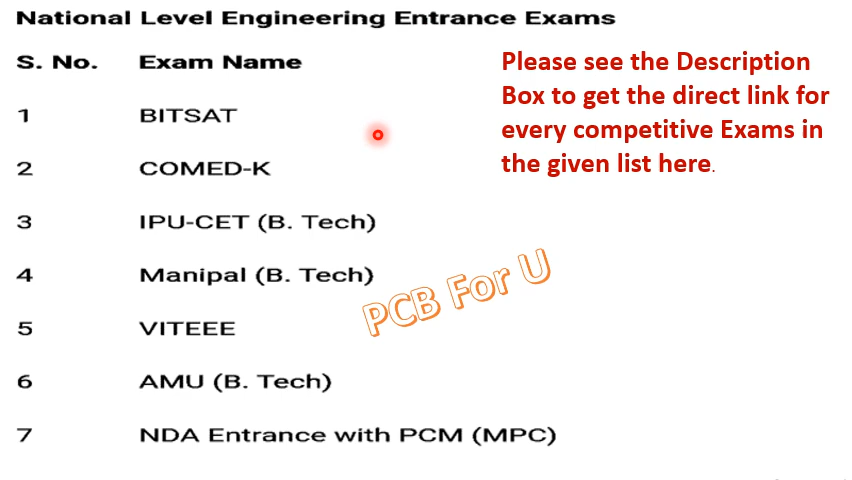 National Level Engineering Entrance Exams
S. No. Exam Name
Please see the Description
Box to get the direct link for
every competitive Exams in
the given list here.
1 BITSAT
2 COMED-K
3 IPU-CET (B. Tech)
4 Manipal (B. Tech)
PCB For U
5 VITEEE
6 AMU (B. Tech)
7 NDA Entrance with PCM (MPC)